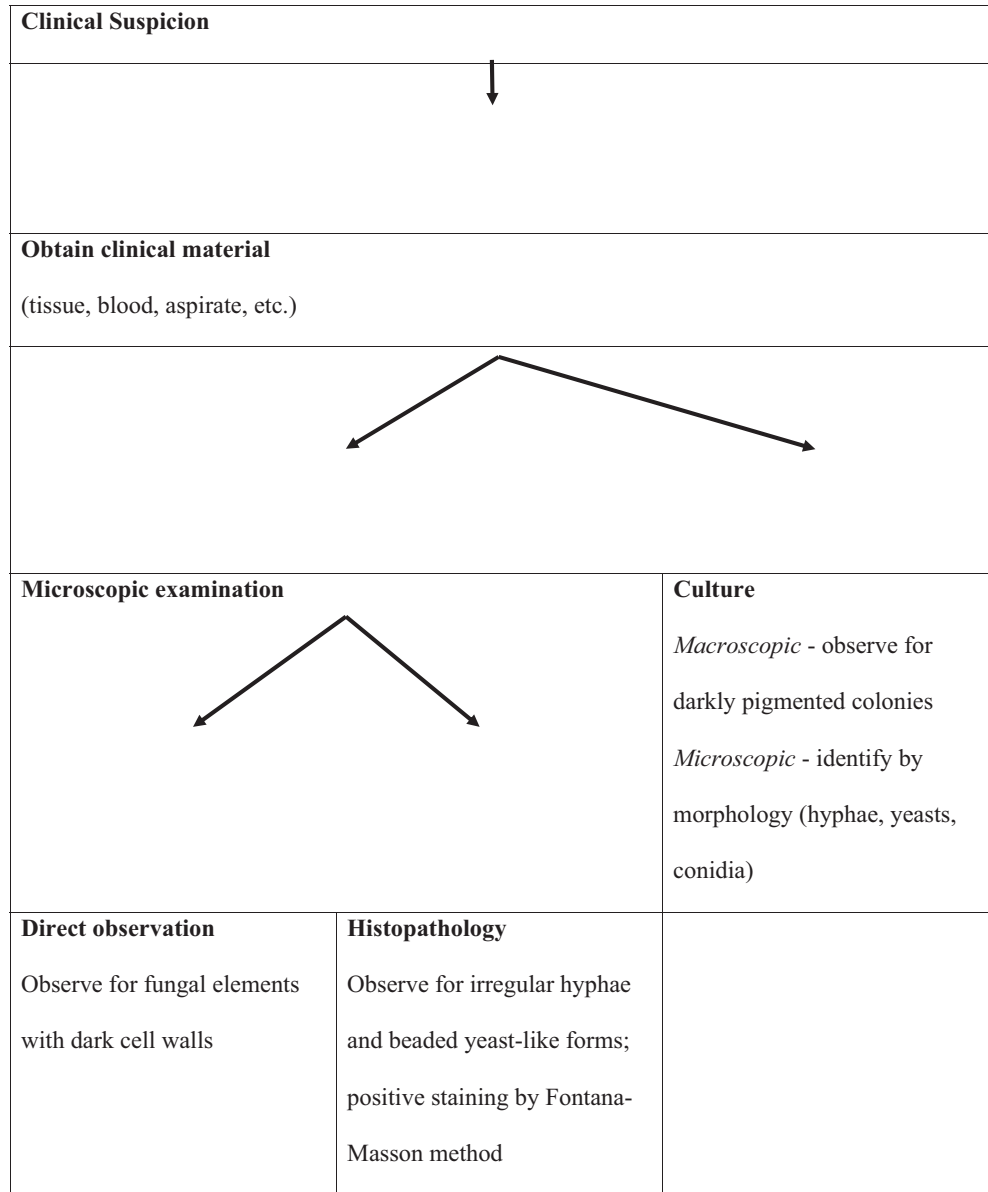 Clinical Suspicion
Obtain clinical material
(tissue, blood, aspirate, etc.)
Microscopic examination
Culture
Macroscopic - observe for
darkly pigmented colonies
Microscopic - identify by
morphology (hyphae, yeasts,
conidia)
Direct observation
Observe for fungal elements
with dark cell walls
Histopathology
Observe for irregular hyphae
and beaded yeast-like forms;
positive staining by Fontana-
Masson method